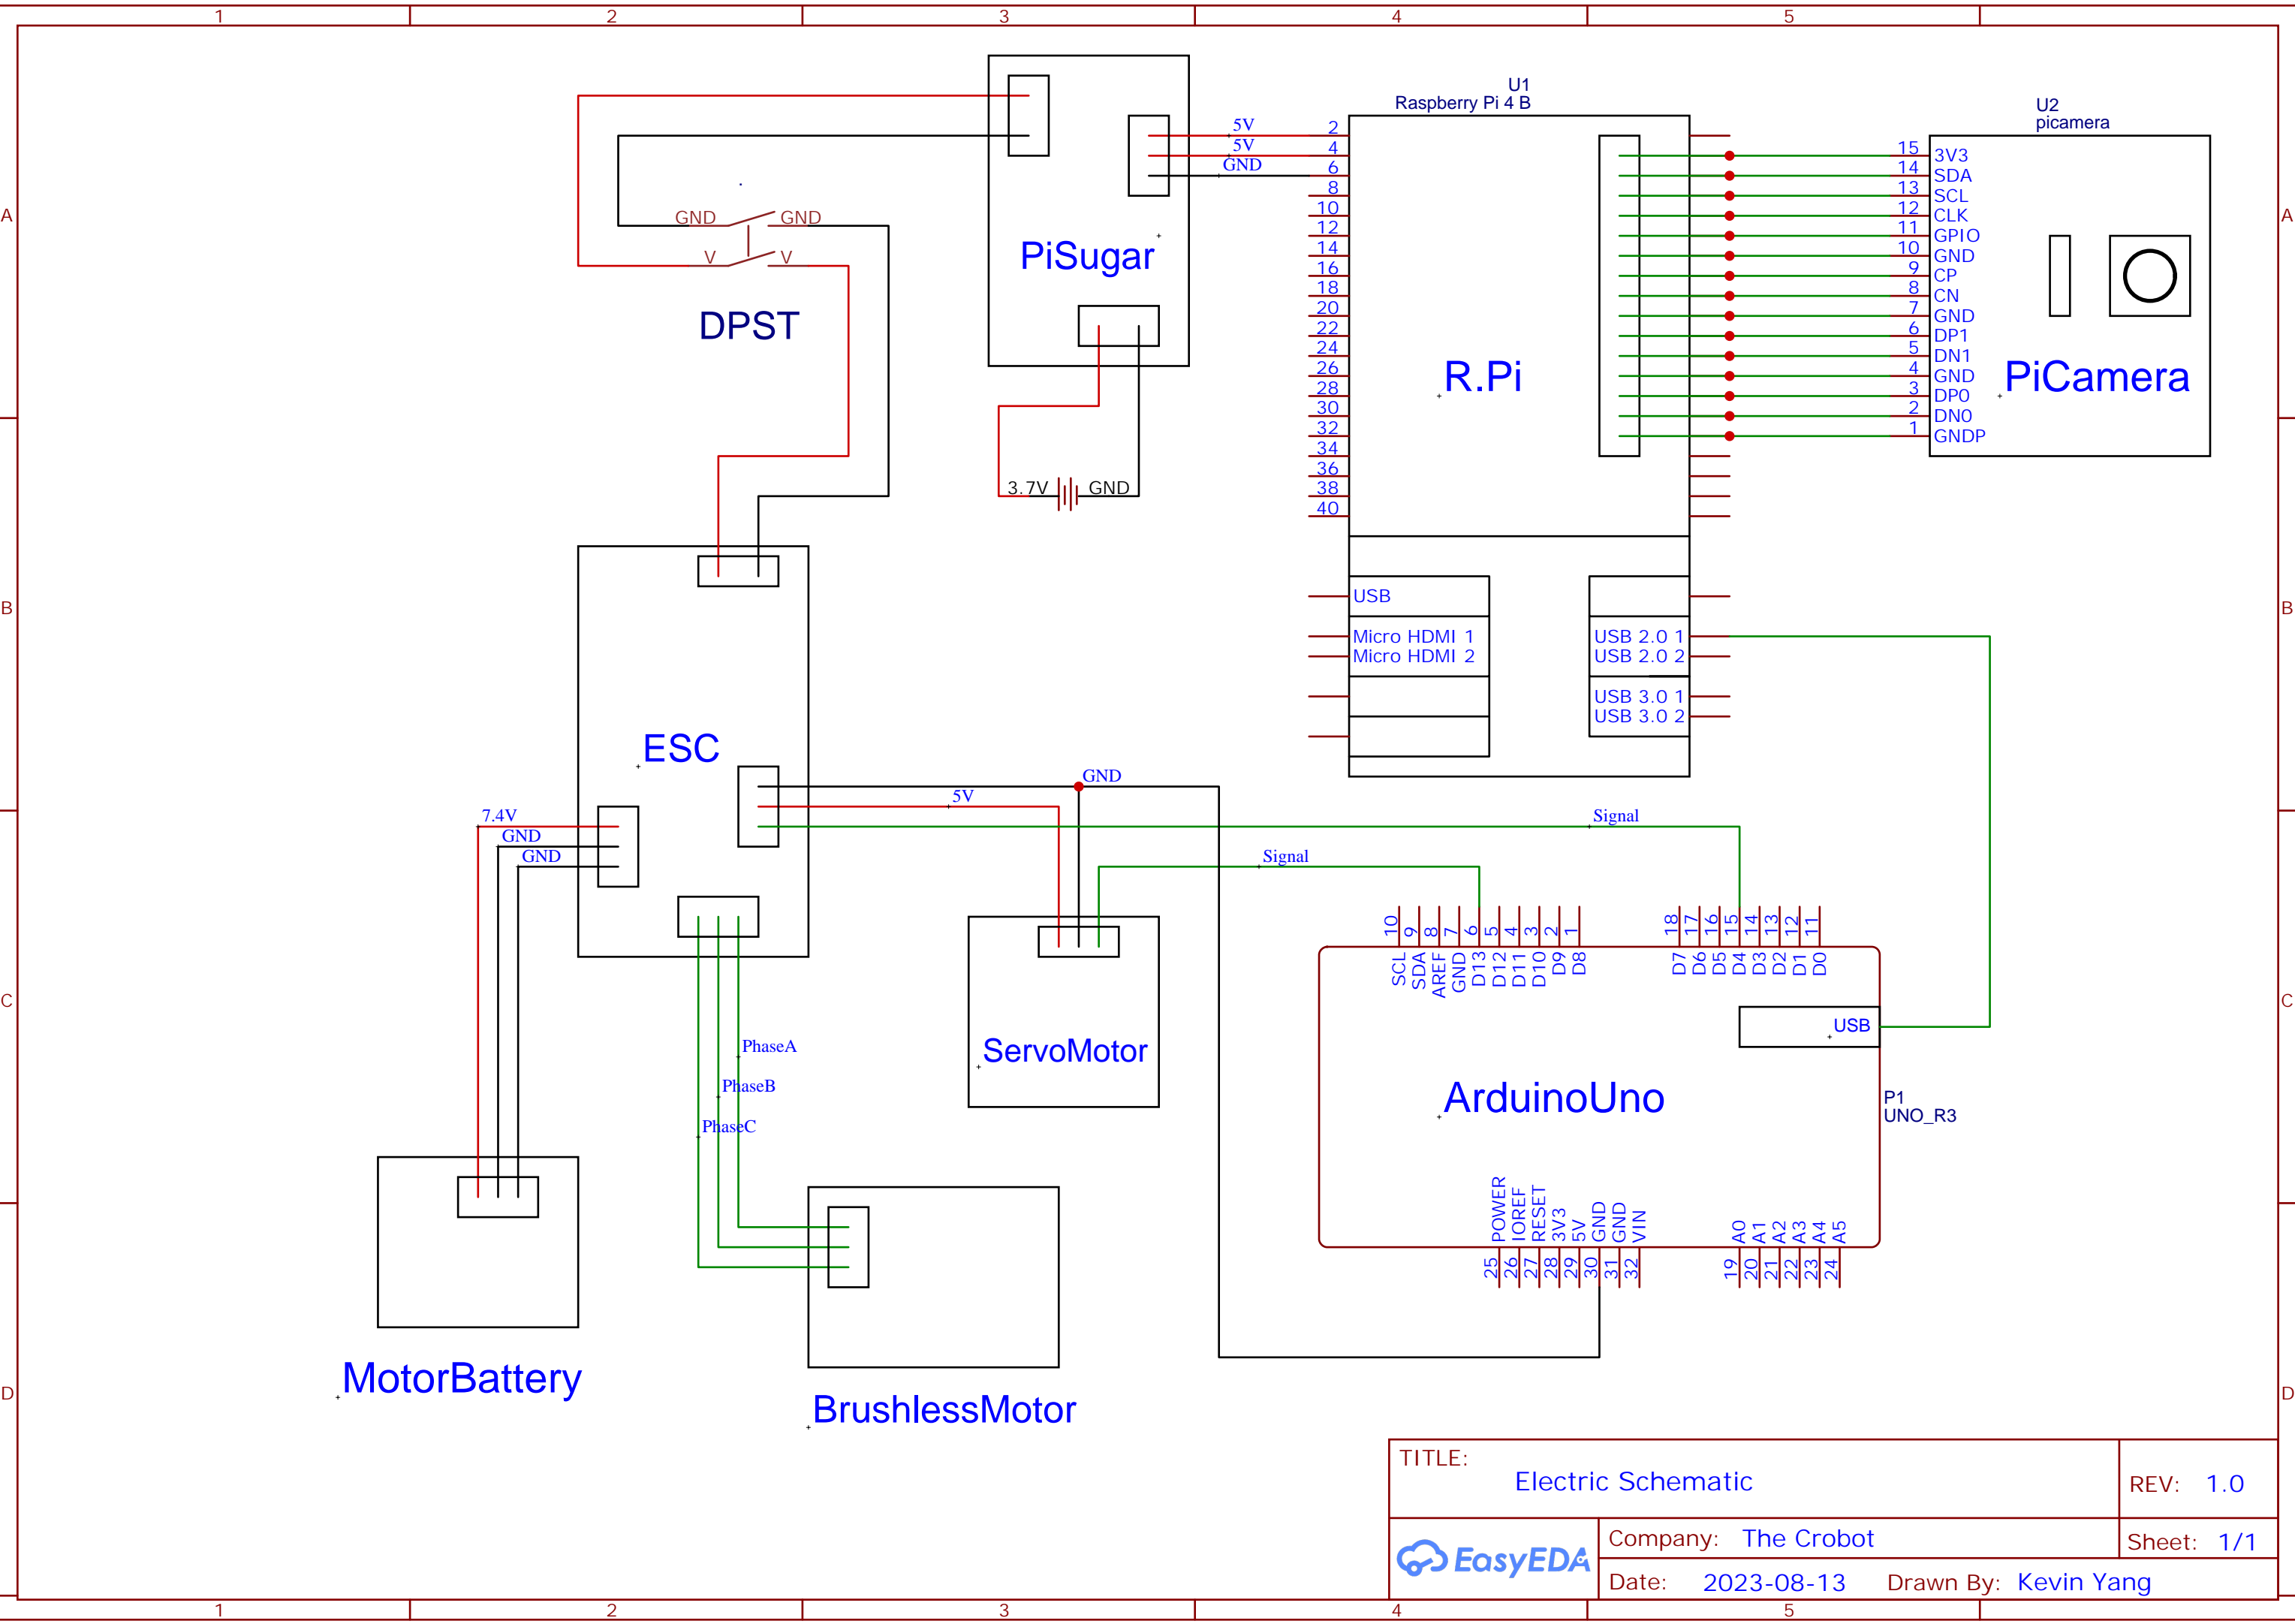 1 2 3 4 5
A
B
C
D
A
B
C
D
PiSugar
5V
5V
GND
GND GND
V V
DPST
3.7V GND
U1
Raspberry Pi 4 B
2
4
6
8
10
12
14
16
18
20
22
24
26
28
30
32
34
36
38
40
R.Pi
USB
Micro HDMI 1
Micro HDMI 2
USB 2.0 1
USB 2.0 2
USB 3.0 1
USB 3.0 2
U2
picamera
15 3V3
14 SDA
13 SCL
12 CLK
11 GPIO
10 GND
9 CP
8 CN
7 GND
6 DP1
5 DN1
4 GND
3 DP0
2 DN0
1 GNDP
PiCamera
ESC
GND
5V
Signal
Signal
7.4V
GND
GND
PhaseA
PhaseB
PhaseC
ServoMotor
MotorBattery
BrushlessMotor
10 9 8 7 6 5 4 3 2 1
SCL SDA AREF GND D13 D12 D11 D10 D9 D8
18 17 16 15 14 13 12 11
D7 D6 D5 D4 D3 D2 D1 D0
USB
ArduinoUno
P1
UNO_R3
POWER IOREF RESET 3V3 5V GND GND VIN
25 26 27 28 29 30 31 32
A0 A1 A2 A3 A4 A5
19 20 21 22 23 24
TITLE:
Electric Schematic
REV: 1.0
EasyEDA
Company: The Crobot
Sheet: 1/1
Date: 2023-08-13 Drawn By: Kevin Yang
1 2 3 4 5